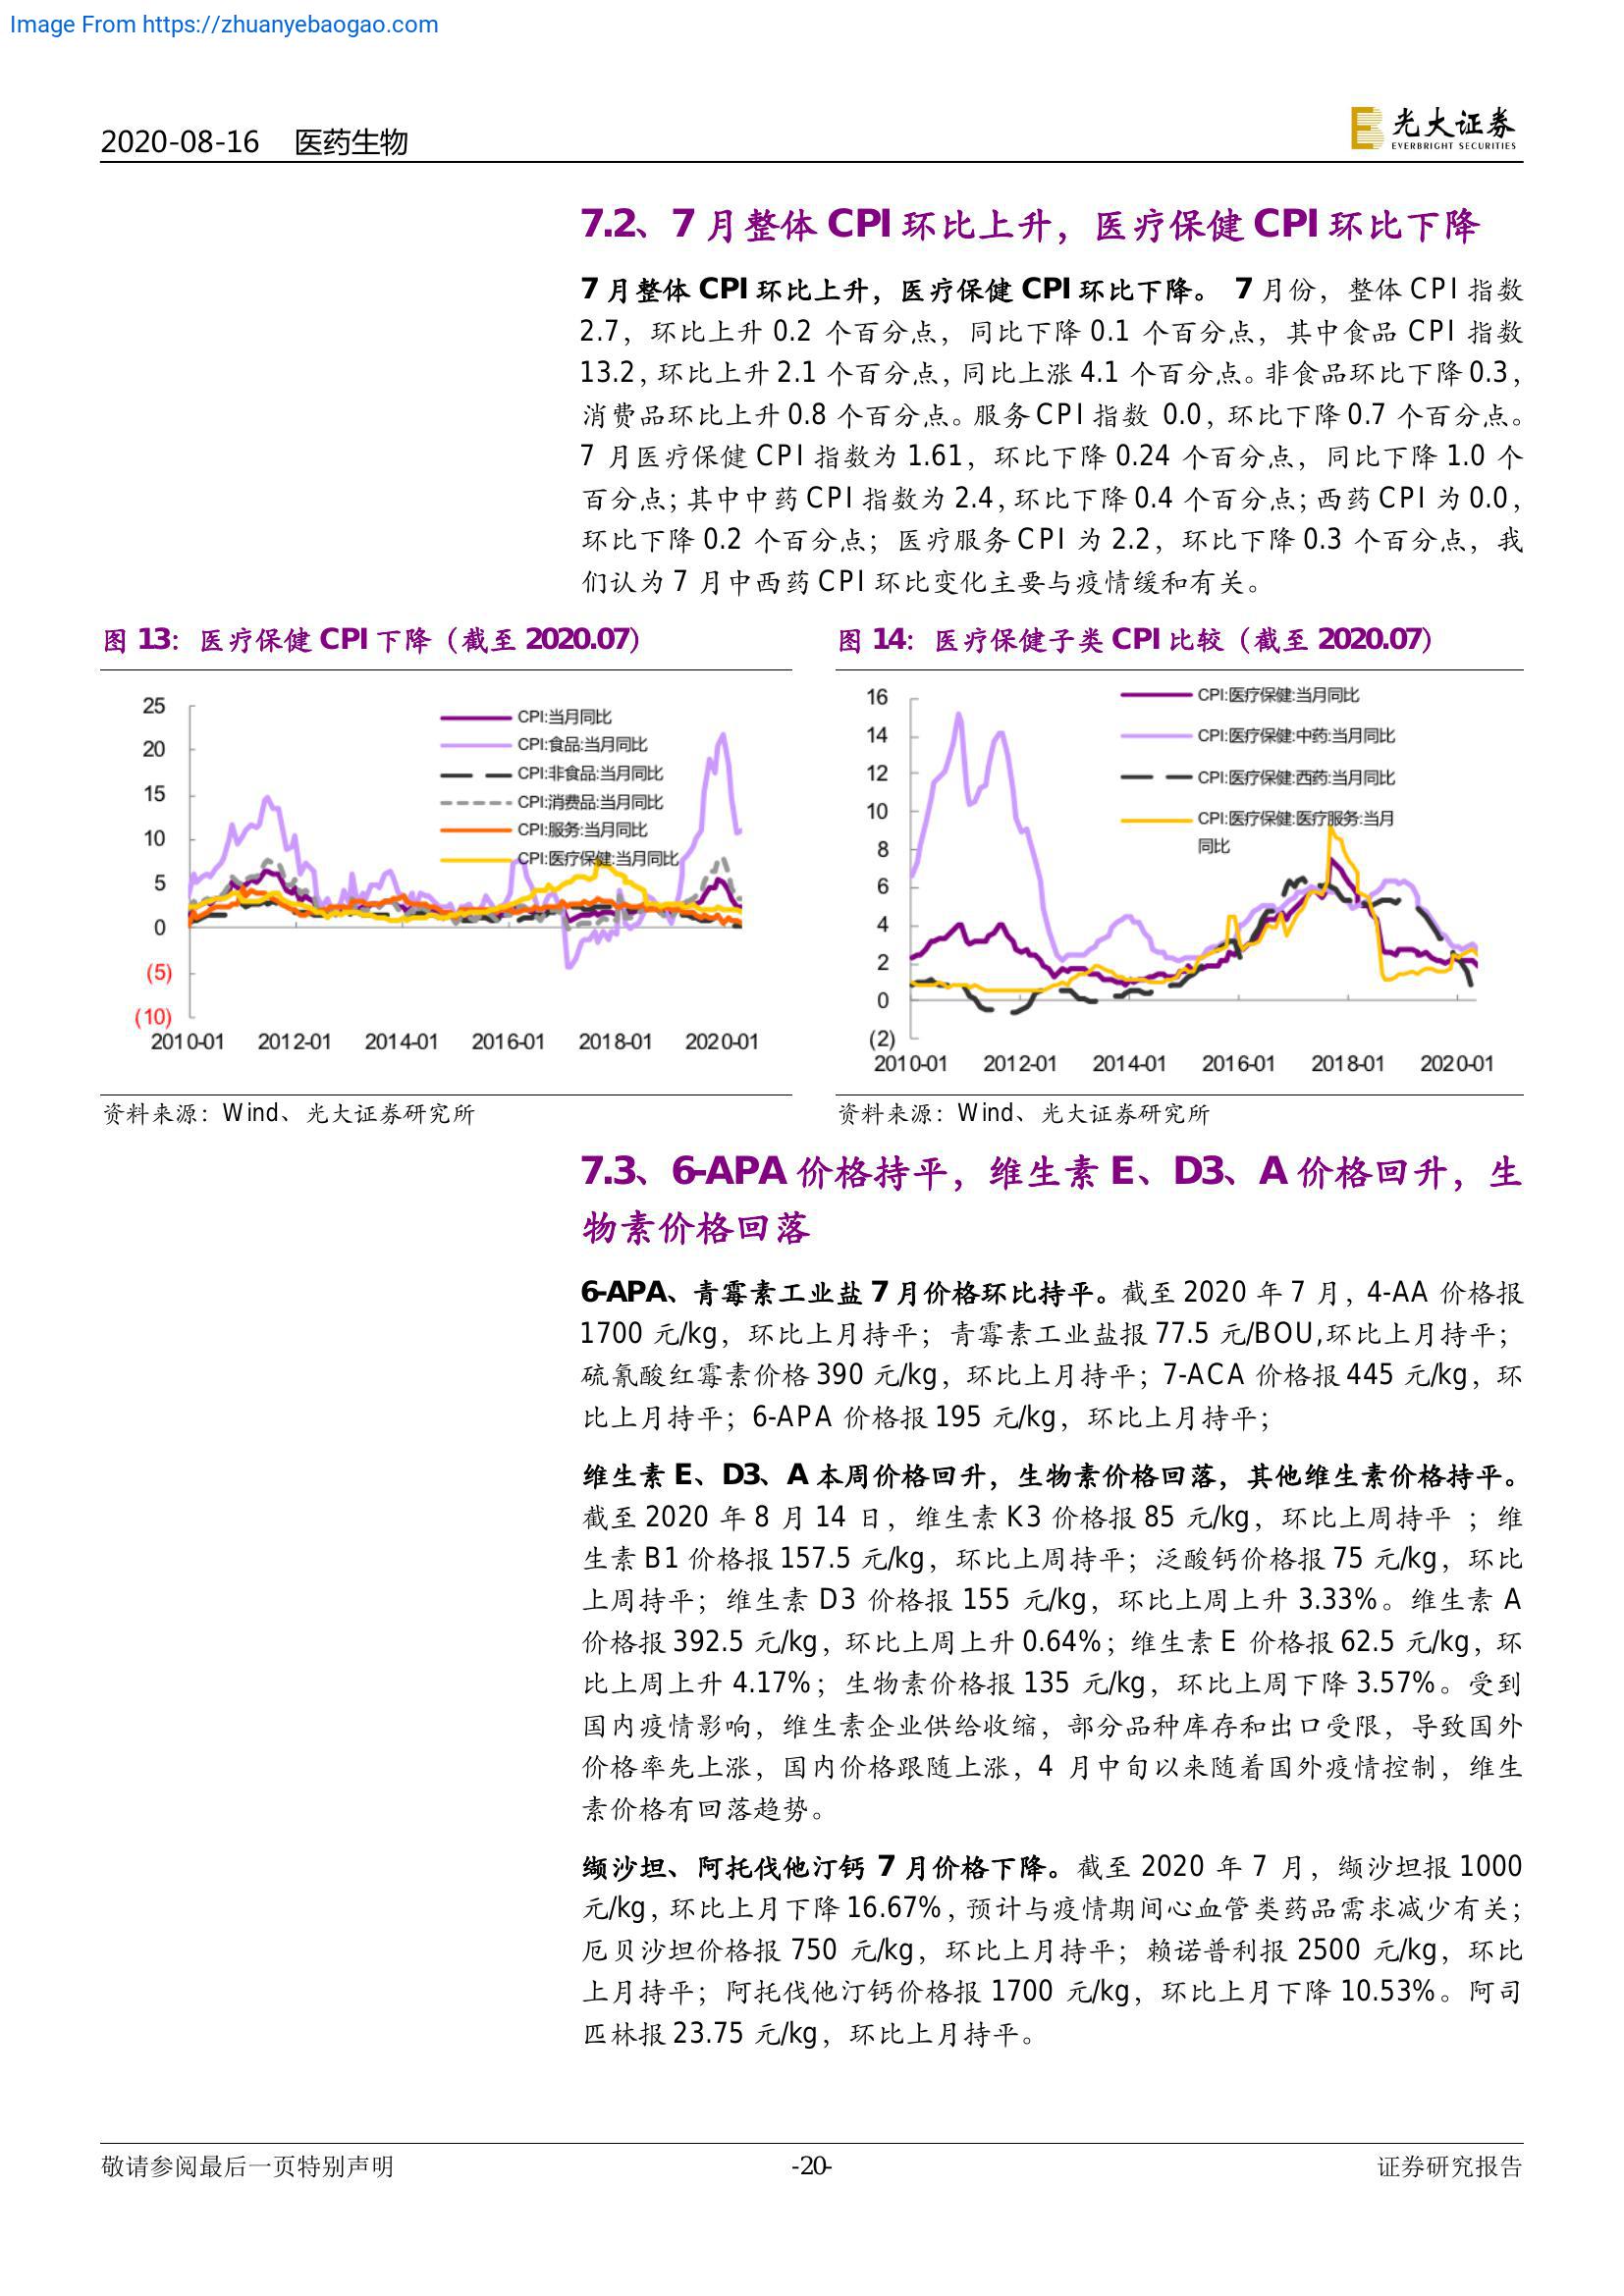 Image From https://zhuanyebaogao.com
2020-08-16 医药生物
光大证券
EVERBRIGHT SECURITIES
7.2、7 月整体 CPI 环比上升，医疗保健 CPI 环比下降
7 月整体 CPI 环比上升，医疗保健 CPI 环比下降。 7 月份，整体 CPI 指数
2.7，环比上升 0.2 个百分点，同比下降 0.1 个百分点，其中食品 CPI 指数
13.2，环比上升 2.1 个百分点，同比上涨 4.1 个百分点。非食品环比下降 0.3，
消费品环比上升 0.8 个百分点。服务 CPI 指数 0.0，环比下降 0.7 个百分点。
7 月医疗保健 CPI 指数为 1.61，环比下降 0.24 个百分点，同比下降 1.0 个
百分点；其中中药 CPI 指数为 2.4，环比下降 0.4 个百分点；西药 CPI 为 0.0，
环比下降 0.2 个百分点；医疗服务 CPI 为 2.2，环比下降 0.3 个百分点，我
们认为 7 月中西药 CPI 环比变化主要与疫情缓和有关。
图 13：医疗保健 CPI 下降（截至 2020.07）
25
20
15
10
5
0
(5)
(10)
2010-01 2012-01 2014-01 2016-01 2018-01 2020-01
CPI:当月同比
CPI:食品:当月同比
CPI:非食品:当月同比
CPI:消费品:当月同比
CPI:服务:当月同比
CPI:医疗保健:当月同比
资料来源：Wind、光大证券研究所
图 14：医疗保健子类 CPI 比较（截至 2020.07）
16
14
12
10
8
6
4
2
0
(2)
2010-01 2012-01 2014-01 2016-01 2018-01 2020-01
CPI:医疗保健:当月同比
CPI:医疗保健:中药:当月同比
CPI:医疗保健:西药:当月同比
CPI:医疗保健:医疗服务:当月
同比
资料来源：Wind、光大证券研究所
7.3、6-APA 价格持平，维生素 E、D3、A 价格回升，生
物素价格回落
6-APA、青霉素工业盐 7 月价格环比持平。截至 2020 年 7 月，4-AA 价格报
1700 元/kg，环比上月持平；青霉素工业盐报 77.5 元/BOU,环比上月持平；
硫氰酸红霉素价格 390 元/kg，环比上月持平；7-ACA 价格报 445 元/kg，环
比上月持平；6-APA 价格报 195 元/kg，环比上月持平；
维生素 E、D3、A 本周价格回升，生物素价格回落，其他维生素价格持平。
截至 2020 年 8 月 14 日，维生素 K3 价格报 85 元/kg，环比上周持平 ；维
生素 B1 价格报 157.5 元/kg，环比上周持平；泛酸钙价格报 75 元/kg，环比
上周持平；维生素 D3 价格报 155 元/kg，环比上周上升 3.33%。维生素 A
价格报 392.5 元/kg，环比上周上升 0.64%；维生素 E 价格报 62.5 元/kg，环
比上周上升 4.17%；生物素价格报 135 元/kg，环比上周下降 3.57%。受到
国内疫情影响，维生素企业供给收缩，部分品种库存和出口受限，导致国外
价格率先上涨，国内价格跟随上涨，4 月中旬以来随着国外疫情控制，维生
素价格有回落趋势。
缬沙坦、阿托伐他汀钙 7 月价格下降。截至 2020 年 7 月，缬沙坦报 1000
元/kg，环比上月下降 16.67%，预计与疫情期间心血管类药品需求减少有关；
厄贝沙坦价格报 750 元/kg，环比上月持平；赖诺普利报 2500 元/kg，环比
上月持平；阿托伐他汀钙价格报 1700 元/kg，环比上月下降 10.53%。阿司
匹林报 23.75 元/kg，环比上月持平。
敬请参阅最后一页特别声明 -20- 证券研究报告